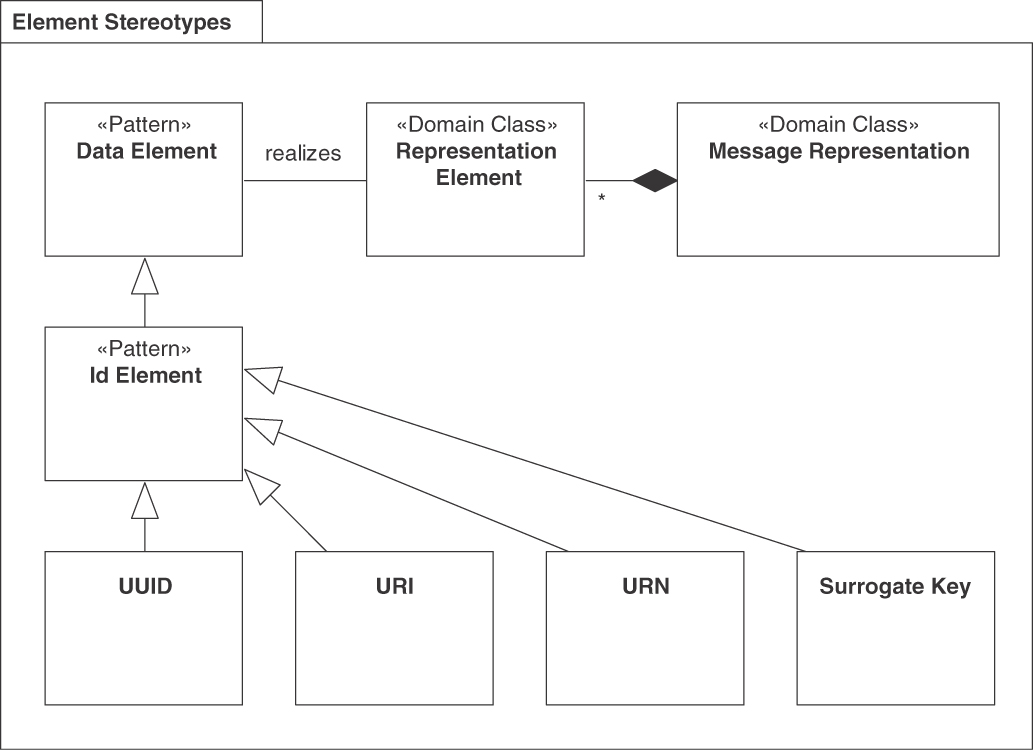 Element Stereotypes
«Pattern»
Data Element
realizes
«Domain Class»
Representation
Element
*
«Domain Class»
Message Representation
«Pattern»
Id Element
UUID
URI
URN
Surrogate Key